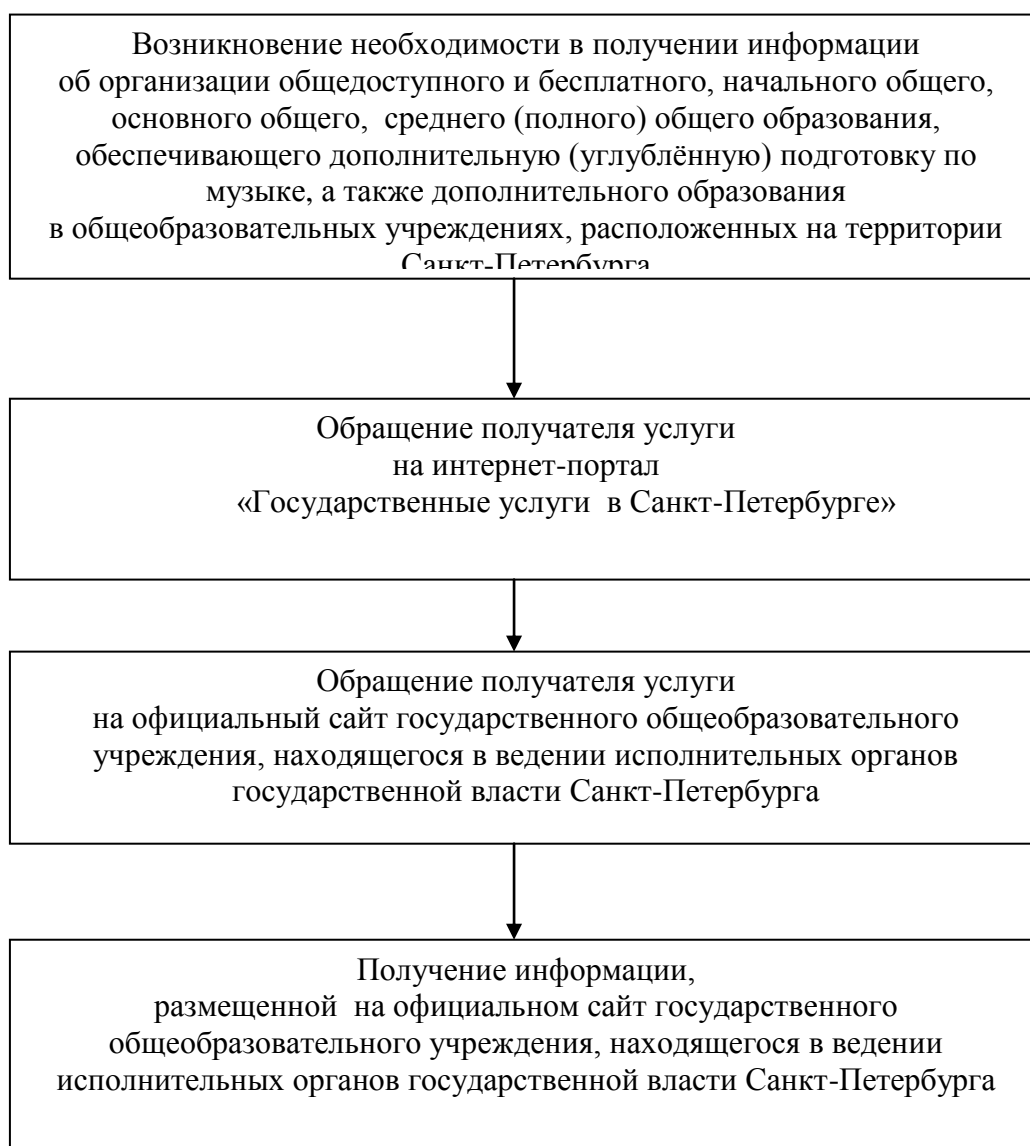 Возникновение необходимости в получении информации
об организации общедоступного и бесплатного, начального общего,
основного общего, среднего (полного) общего образования,
обеспечивающего дополнительную (углублённую) подготовку по
музыке, а также дополнительного образования
в общеобразовательных учреждениях, расположенных на территории
Санкт-Петербурга
Обращение получателя услуги
на интернет-портал
«Государственные услуги в Санкт-Петербурге»
Обращение получателя услуги
на официальный сайт государственного общеобразовательного
учреждения, находящегося в ведении исполнительных органов
государственной власти Санкт-Петербурга
Получение информации,
размещенной на официальном сайт государственного
общеобразовательного учреждения, находящегося в ведении
исполнительных органов государственной власти Санкт-Петербурга